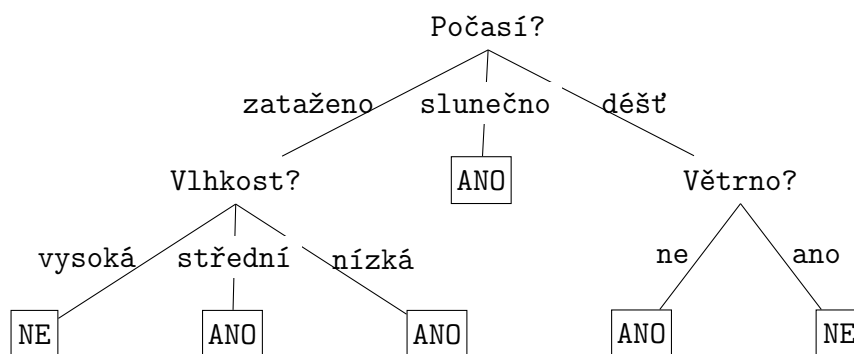 Počasí?
zataženo slunečno déšť
Vlhkost? ANO Větrno?
vysoká střední nízká ne ano
NE ANO ANO ANO NE